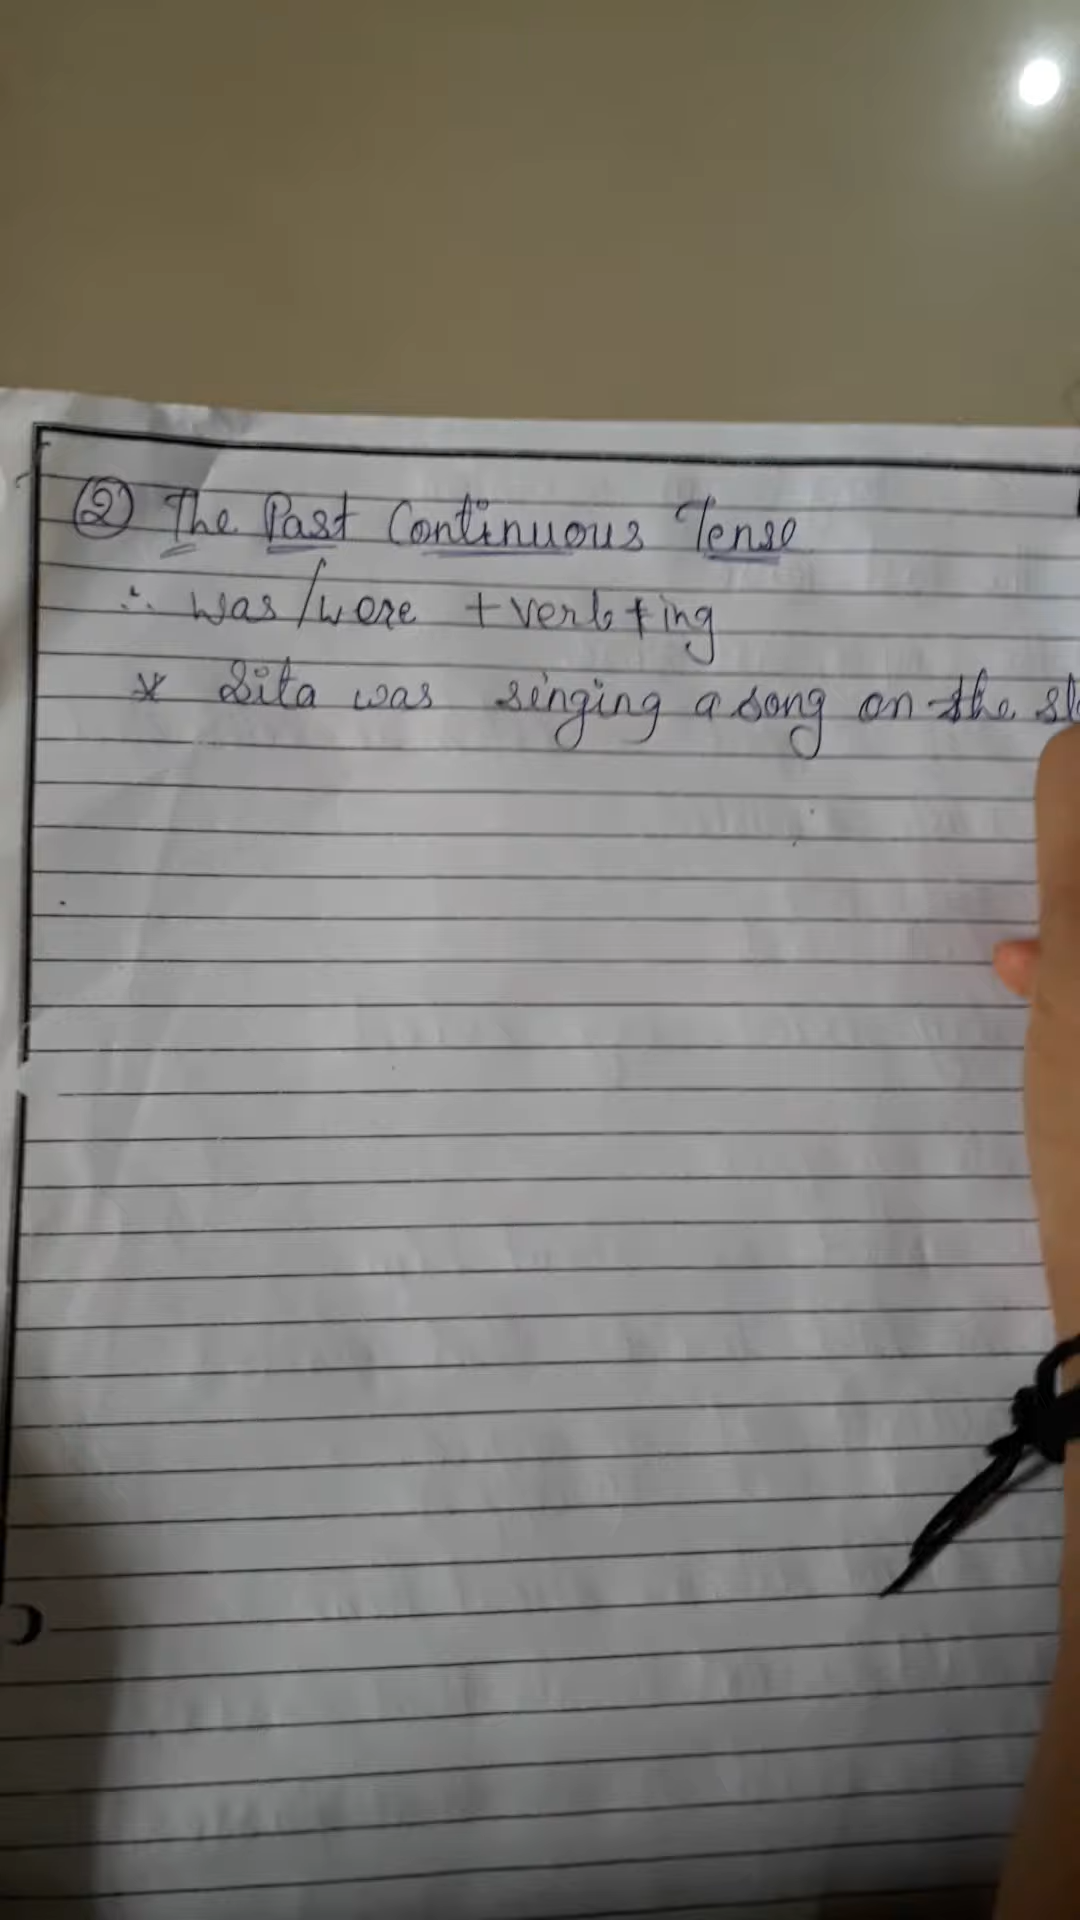 ② The Past Continuous Tense
∴ was/were + verb + ing
* Sita was singing a song on the